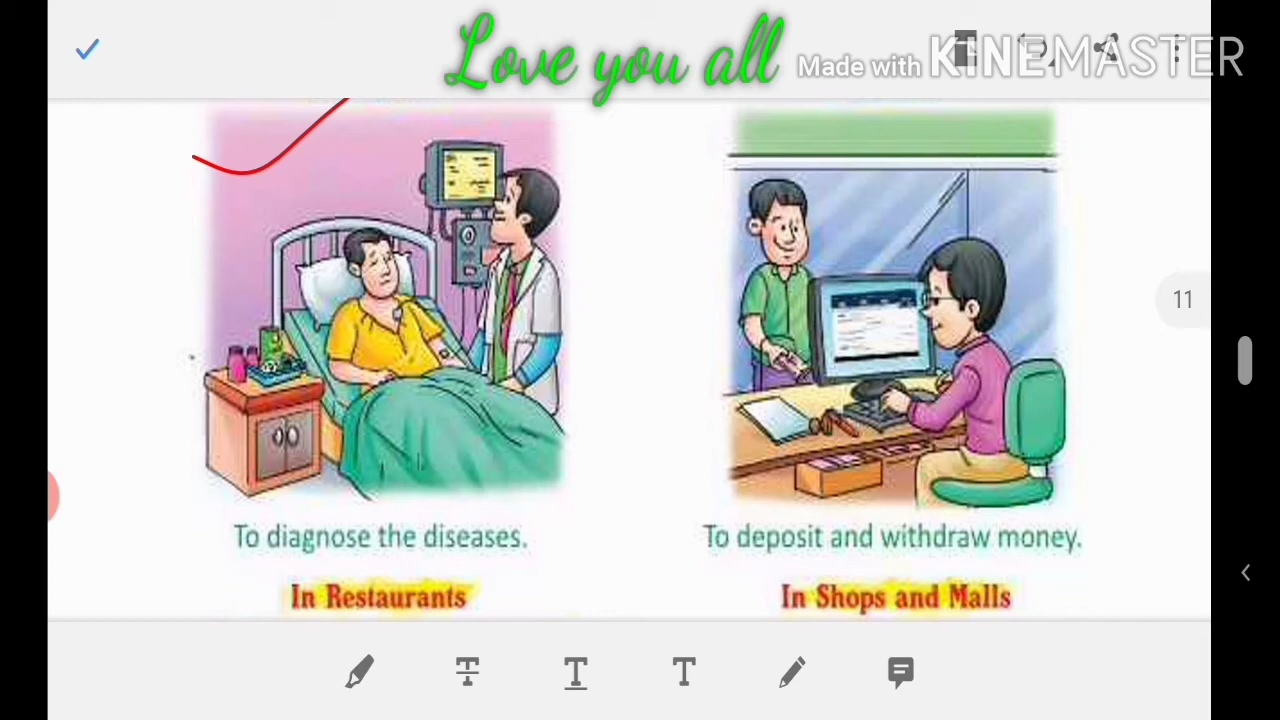 Love you all
Made with KINEMASTER
11
To diagnose the diseases.
To deposit and withdraw money.
In Restaurants
In Shops and Malls